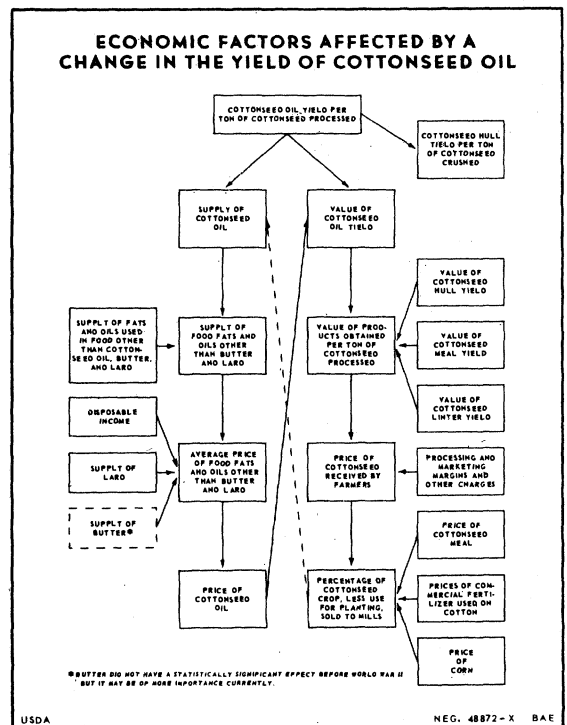 ECONOMIC FACTORS AFFECTED BY A
CHANGE IN THE YIELD OF COTTONSEED OIL
COTTONSEED OIL YIELD PER
TON OF COTTONSEED PROCESSED
COTTONSEED HULL
YIELD PER TON
OF COTTONSEED
CRUSHED
SUPPLY OF
COTTONSEED
OIL
VALUE OF
COTTONSEED
OIL YIELD
VALUE OF
COTTONSEED
HULL YIELD
SUPPLY OF FATS
AND OILS USED
IN FOOD OTHER
THAN COTTON-
SEED OIL, BUTTER,
AND LARD
SUPPLY OF
FOOD FATS AND
OILS OTHER
THAN BUTTER
AND LARD
VALUE OF PROD-
UCTS OBTAINED
PER TON OF
COTTONSEED
PROCESSED
VALUE OF
COTTONSEED
MEAL YIELD
VALUE OF
COTTONSEED
LINTER YIELD
DISPOSABLE
INCOME
SUPPLY OF
LARD
SUPPLY OF
BUTTER*
AVERAGE PRICE
OF FOOD FATS
AND OILS OTHER
THAN BUTTER
AND LARD
PRICE OF
COTTONSEED
RECEIVED BY
FARMERS
PROCESSING AND
MARKETING
MARGINS AND
OTHER CHARGES
PRICE OF
COTTONSEED
MEAL
PRICE OF
COTTONSEED
OIL
PERCENTAGE OF
COTTONSEED
CROP, LESS USE
FOR PLANTING,
SOLD TO MILLS
PRICES OF COM-
MERCIAL FERTI-
LIZER USED ON
COTTON
PRICE
OF
CORN
*BUTTER DID NOT HAVE A STATISTICALLY SIGNIFICANT EFFECT BEFORE WORLD WAR II
BUT IT MAY BE OF MORE IMPORTANCE CURRENTLY.
USDA
NEG. 48872-X BAE